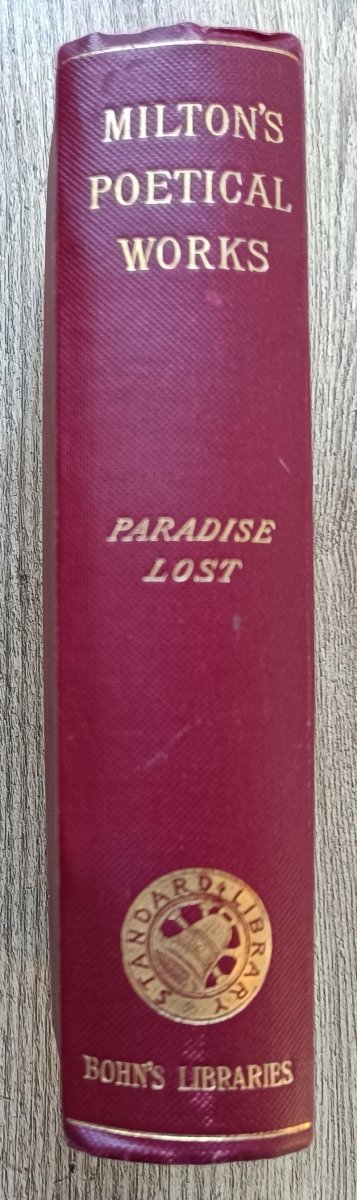 MILTON'S
POETICAL
WORKS
PARADISE
LOST
STANDARD LIBRARY
BOHN'S LIBRARIES